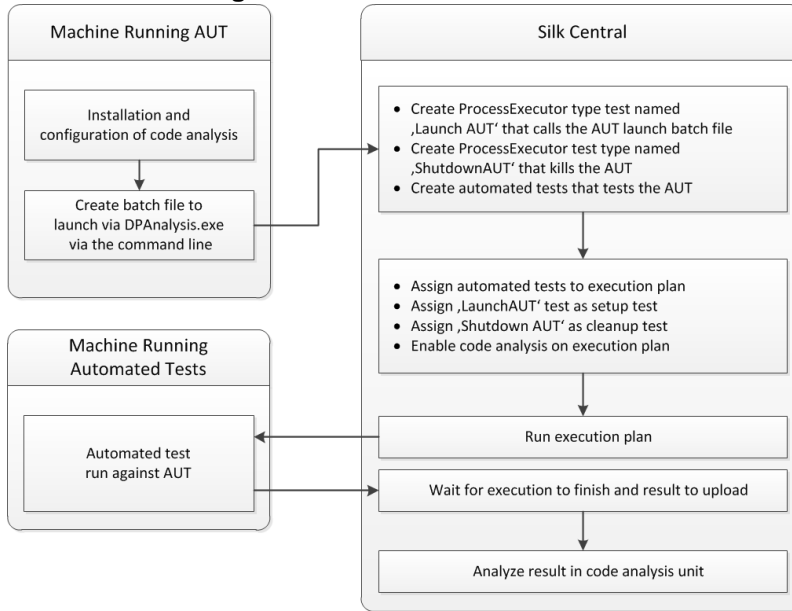 Machine Running AUT
Installation and
configuration of code analysis
Create batch file to
launch via DPAnalysis.exe
via the command line
Machine Running
Automated Tests
Automated test
run against AUT
Silk Central
• Create ProcessExecutor type test named
‚Launch AUT‘ that calls the AUT launch batch file
• Create ProcessExecutor test type named
‚ShutdownAUT‘ that kills the AUT
• Create automated tests that tests the AUT
• Assign automated tests to execution plan
• Assign ‚LaunchAUT‘ test as setup test
• Assign ‚Shutdown AUT‘ as cleanup test
• Enable code analysis on execution plan
Run execution plan
Wait for execution to finish and result to upload
Analyze result in code analysis unit